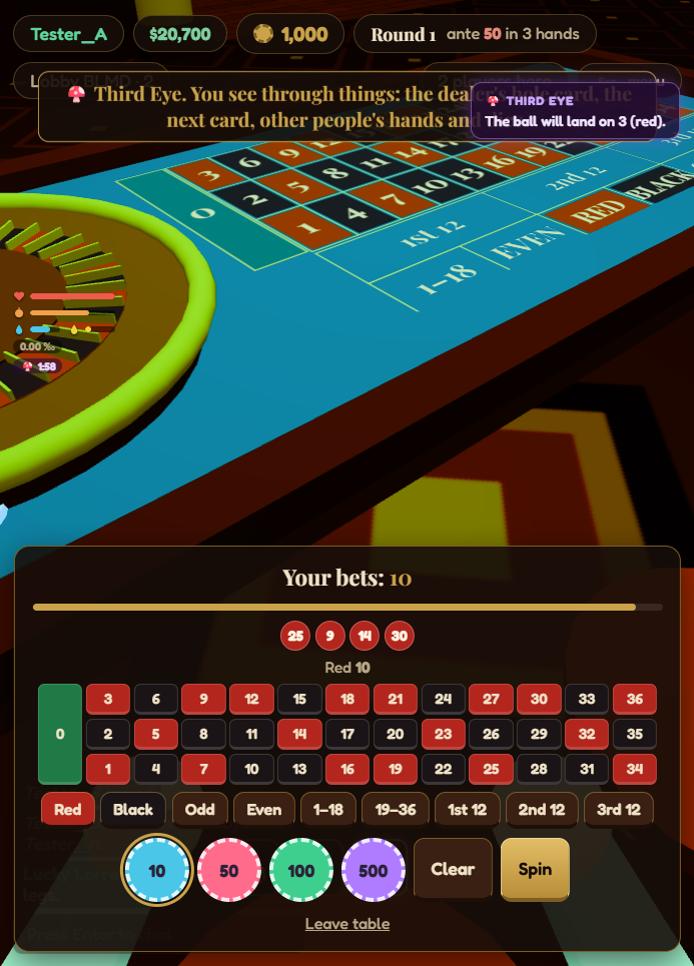 Tester_A
$20,700
1,000
Round 1 ante 50 in 3 hands
Lobby BLMD · 2
Third Eye. You see through things: the dealer's hole card, the
next card, other people's hands and
THIRD EYE
The ball will land on 3 (red).
3 6 9 12
0 2 5 8 11 14
1 4 7 10 13 16 19
1ST 12
2nd 12
1-18
EVEN
RED
BLACK
0.00 ‰
1:58
Your bets: 10
25 9 14 30
Red 10
3 6 9 12 15 18 21 24 27 30 33 36
0
2 5 8 11 14 17 20 23 26 29 32 35
1 4 7 10 13 16 19 22 25 28 31 34
Red Black Odd Even 1–18 19–36 1st 12 2nd 12 3rd 12
10 50 100 500 Clear Spin
Leave table